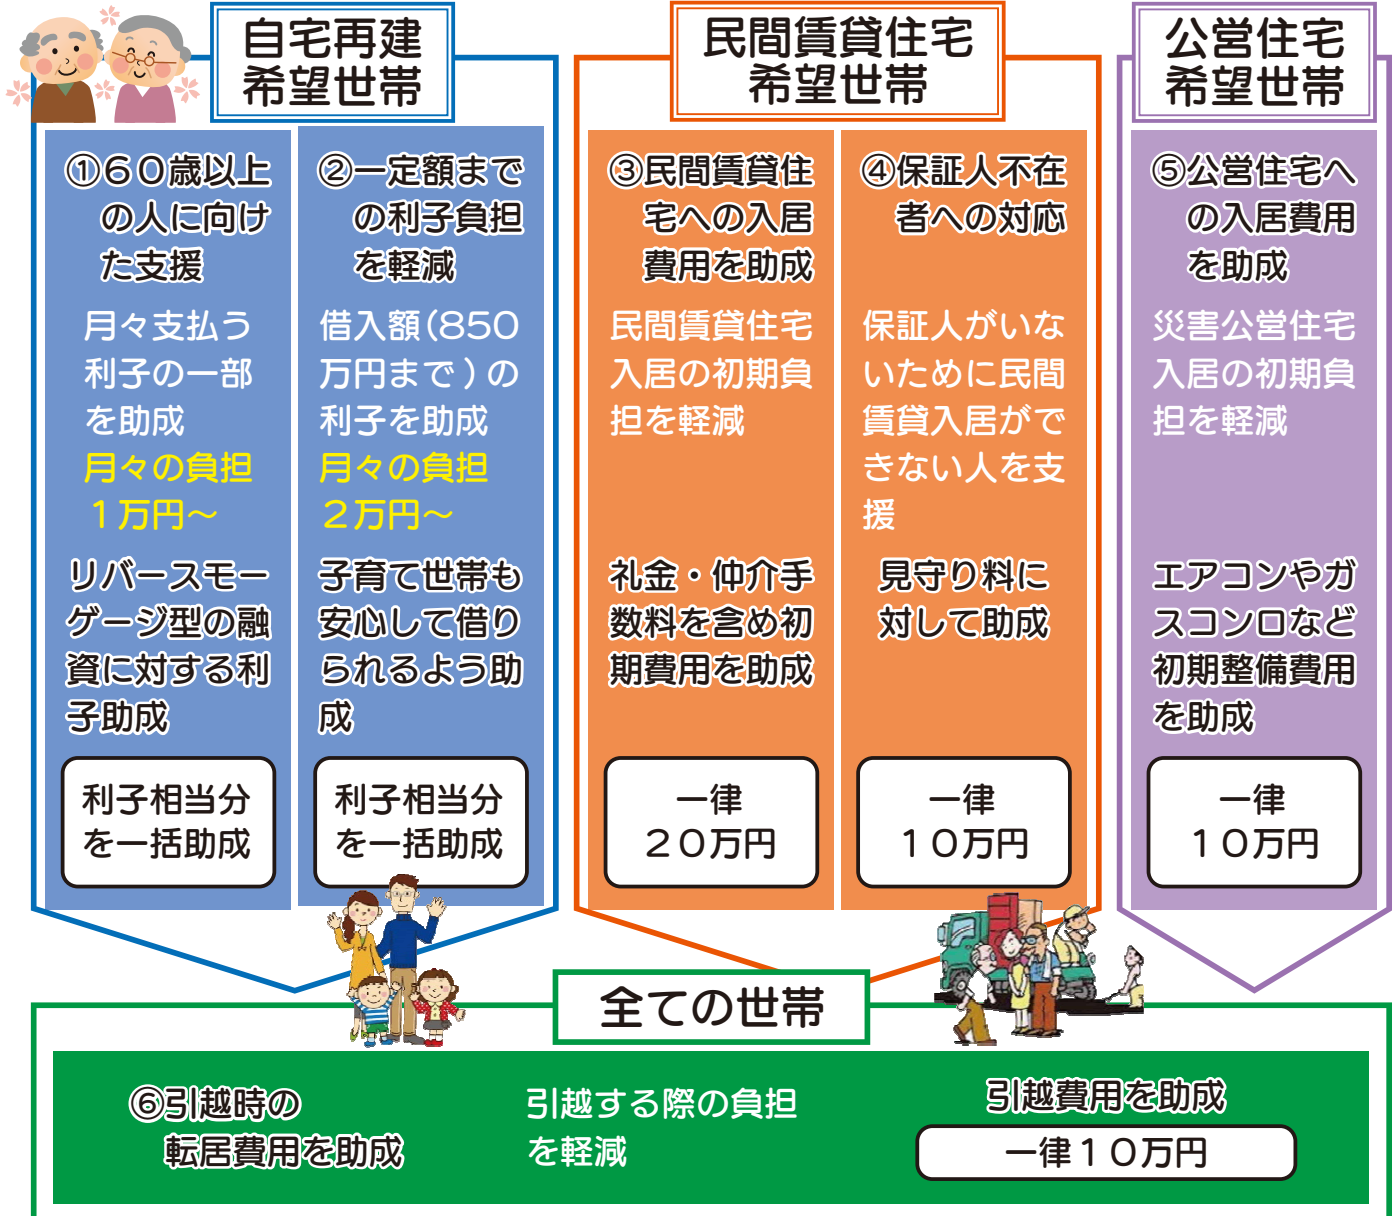 自宅再建
希望世帯
①６０歳以上
の人に向け
た支援
月々支払う
利子の一部
を助成
月々の負担
１万円～
リバースモー
ゲージ型の融
資に対する利
子助成
利子相当分
を一括助成
②一定額まで
の利子負担
を軽減
借入額(850
万円まで)の
利子を助成
月々の負担
２万円～
子育て世帯も
安心して借り
られるよう助
成
利子相当分
を一括助成
民間賃貸住宅
希望世帯
③民間賃貸住
宅への入居
費用を助成
民間賃貸住宅
入居の初期負
担を軽減
礼金・仲介手
数料を含め初
期費用を助成
一律
２０万円
④保証人不在
者への対応
保証人がいな
いために民間
賃貸入居がで
きない人を支
援
見守り料に
対して助成
一律
１０万円
公営住宅
希望世帯
⑤公営住宅へ
の入居費用
を助成
災害公営住宅
入居の初期負
担を軽減
エアコンやガ
スコンロなど
初期整備費用
を助成
一律
１０万円
全ての世帯
⑥引越時の
転居費用を助成
引越する際の負担
を軽減
引越費用を助成
一律１０万円